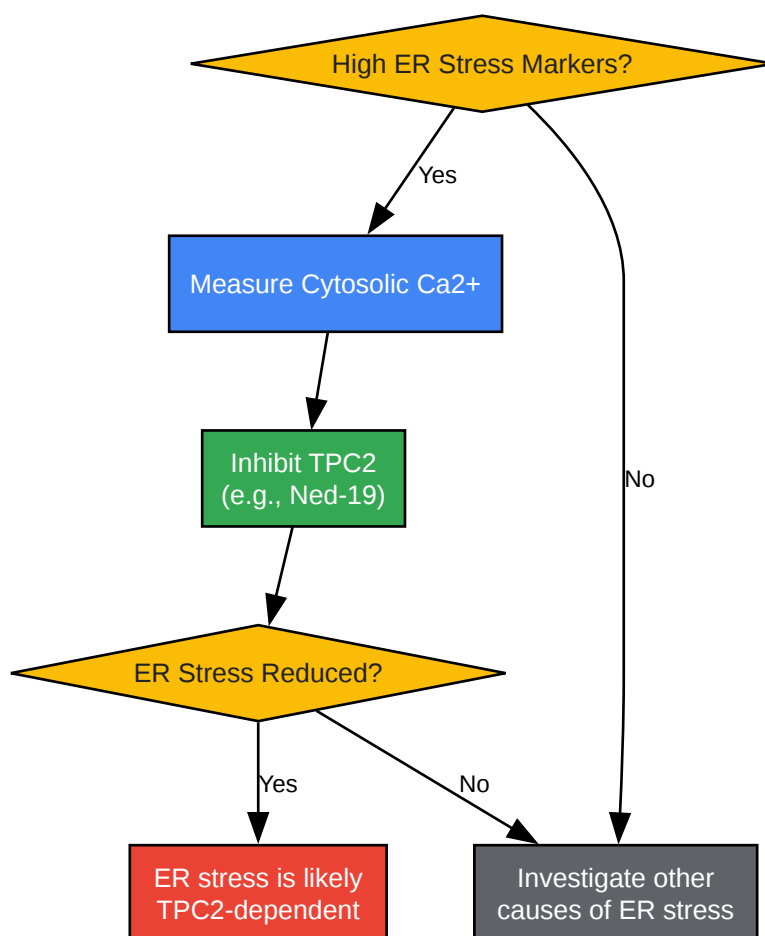 High ER Stress Markers?
Yes
Measure Cytosolic Ca2+
Inhibit TPC2
(e.g., Ned-19)
No
ER Stress Reduced?
Yes
No
ER stress is likely
TPC2-dependent
Investigate other
causes of ER stress